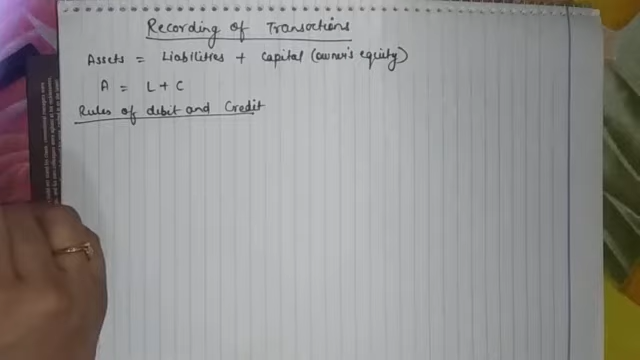 Recording of Transactions
Assets = Liabilities + Capital (owner's equity)
A = L + C
Rules of debit and Credit